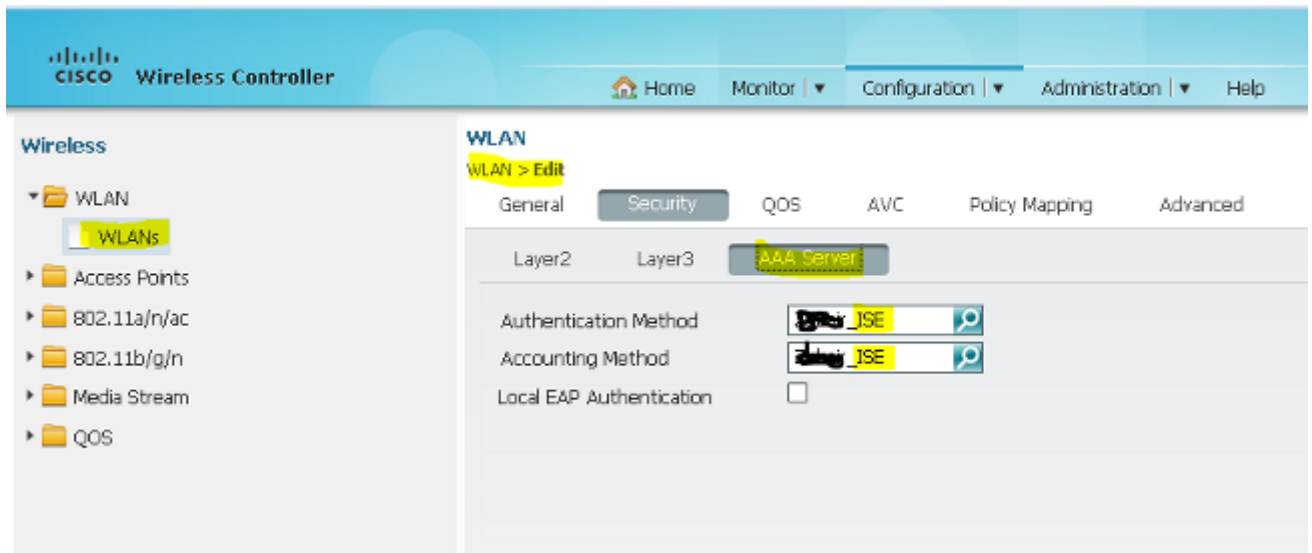 CISCO Wireless Controller
Home Monitor Configuration Administration Help
Wireless
WLAN
WLANs
Access Points
802.11a/n/ac
802.11b/g/n
Media Stream
QOS
WLAN
WLAN > Edit
General Security QOS AVC Policy Mapping Advanced
Layer2 Layer3 AAA Server
Authentication Method _ISE
Accounting Method _ISE
Local EAP Authentication